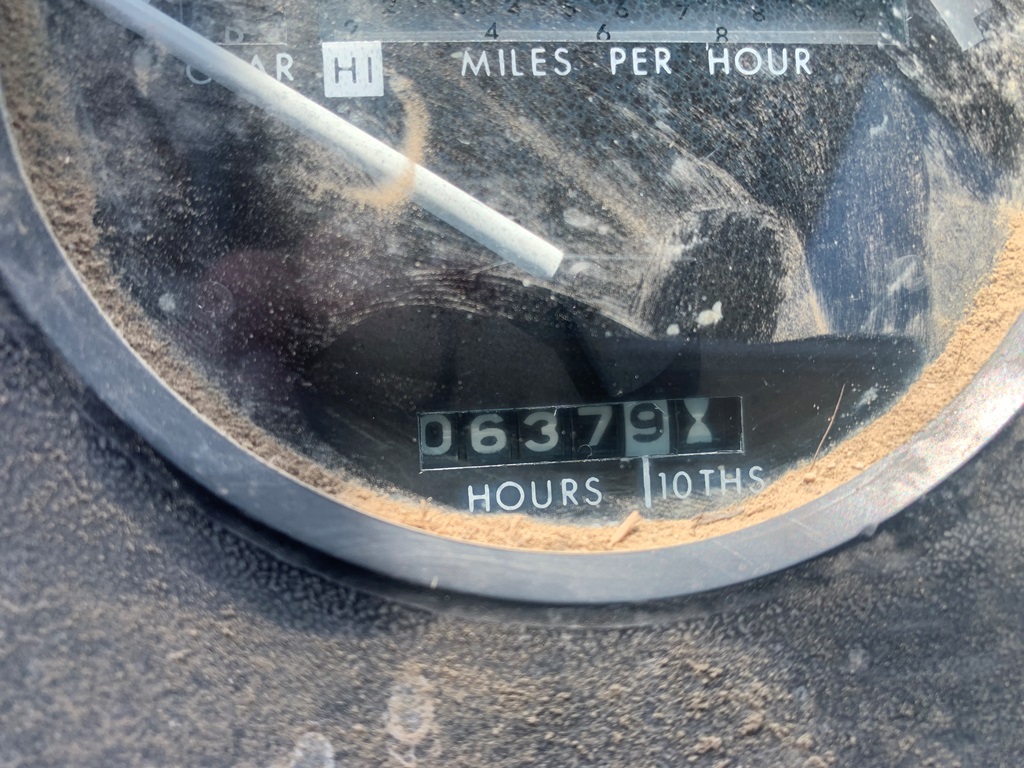 4 6 8
HI MILES PER HOUR
06379
HOURS 10THS